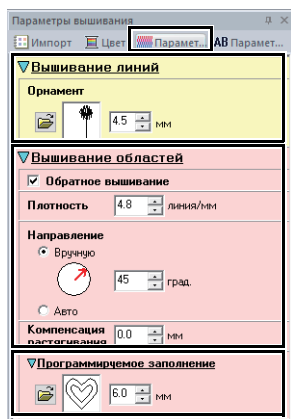 Параметры вышивания
Импорт Цвет Парамет... AB Парамет...
Вышивание линий
Орнамент
4.5 мм
Вышивание областей
Обратное вышивание
Плотность 4.8 линия/мм
Направление
Вручную
45 град.
Авто
Компенсация
растягивания 0.0 мм
Программируемое заполнение
6.0 мм